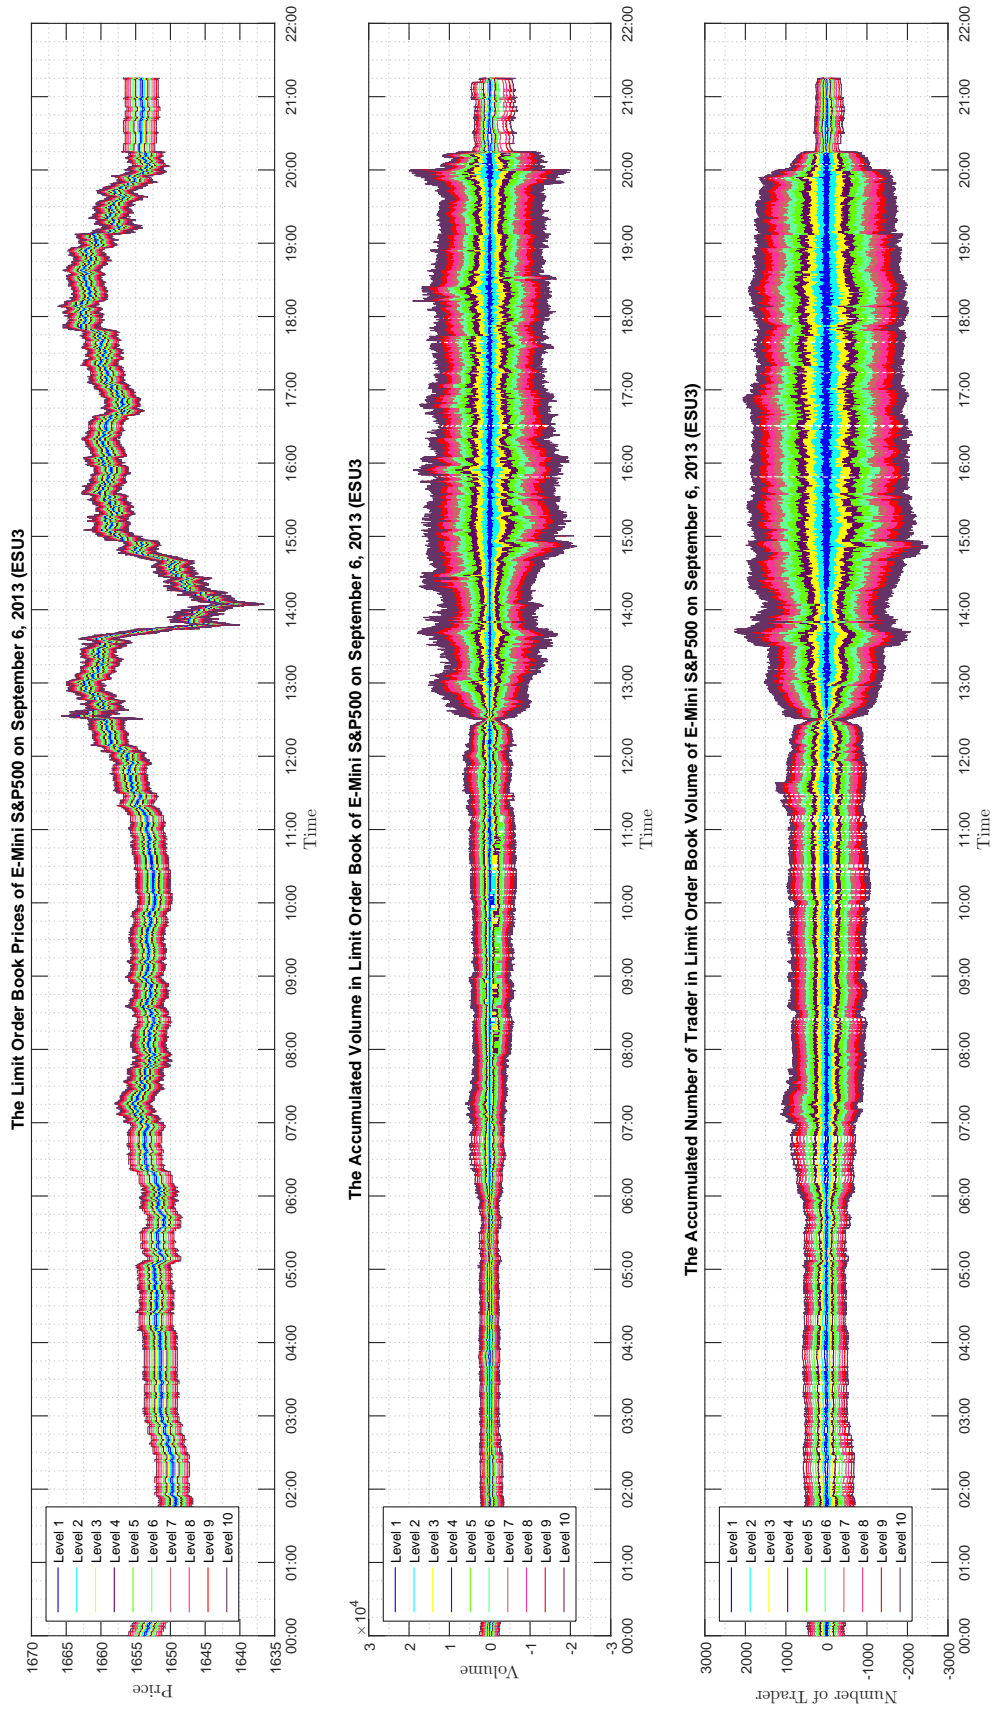 The Limit Order Book Prices of E-Mini S&P500 on September 6, 2013 (ESU3
1670
1665
1660
1655
1650
1645
1640
1635
Price
Level 1
Level 2
Level 3
Level 4
Level 5
Level 6
Level 7
Level 8
Level 9
Level 10
00:00 01:00 02:00 03:00 04:00 05:00 06:00 07:00 08:00 09:00 10:00 11:00 12:00 13:00 14:00 15:00 16:00 17:00 18:00 19:00 20:00 21:00 22:00
Time
The Accumulated Volume in Limit Order Book of E-Mini S&P500 on September 6, 2013 (ESU3
×10⁴
3
2
1
0
-1
-2
-3
Volume
Level 1
Level 2
Level 3
Level 4
Level 5
Level 6
Level 7
Level 8
Level 9
Level 10
00:00 01:00 02:00 03:00 04:00 05:00 06:00 07:00 08:00 09:00 10:00 11:00 12:00 13:00 14:00 15:00 16:00 17:00 18:00 19:00 20:00 21:00 22:00
Time
The Accumulated Number of Trader in Limit Order Book Volume of E-Mini S&P500 on September 6, 2013 (ESU3)
3000
2000
1000
0
-1000
-2000
-3000
Number of Trader
Level 1
Level 2
Level 3
Level 4
Level 5
Level 6
Level 7
Level 8
Level 9
Level 10
00:00 01:00 02:00 03:00 04:00 05:00 06:00 07:00 08:00 09:00 10:00 11:00 12:00 13:00 14:00 15:00 16:00 17:00 18:00 19:00 20:00 21:00 22:00
Time